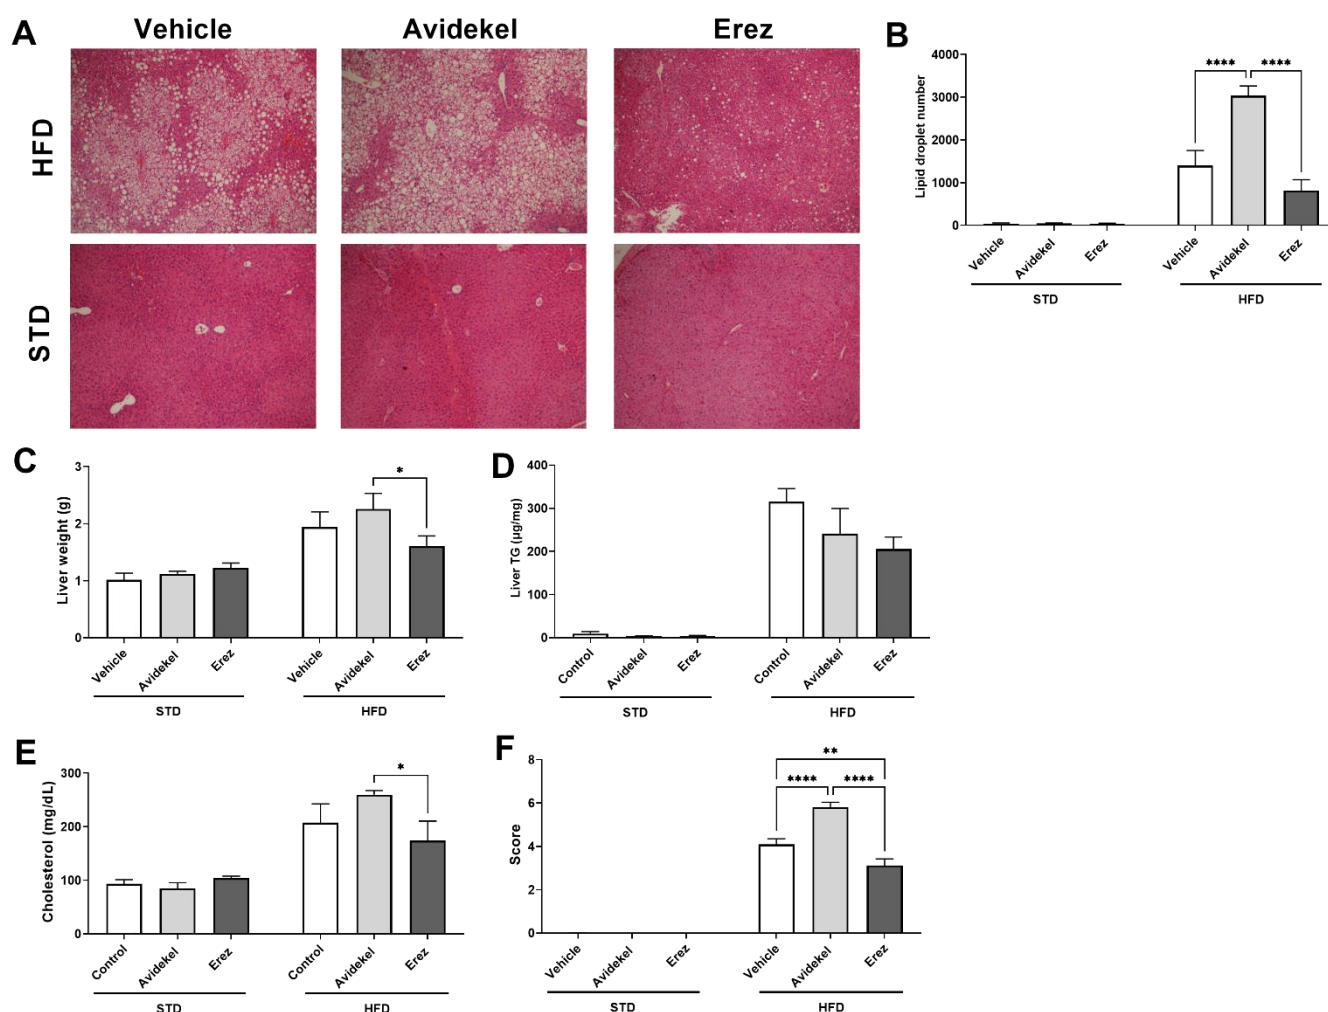 A
Vehicle
Avidekel
Erez
HFD
STD
B
Lipid droplet number
4000
3000
2000
1000
0
****
****
Vehicle
Avidekel
Erez
Vehicle
Avidekel
Erez
STD
HFD
C
Liver weight (g)
3
2
1
0
*
Vehicle
Avidekel
Erez
Vehicle
Avidekel
Erez
STD
HFD
D
Liver TG (µg/mg)
400
300
200
100
0
Control
Avidekel
Erez
Control
Avidekel
Erez
STD
HFD
E
Cholesterol (mg/dL)
300
200
100
0
*
Control
Avidekel
Erez
Control
Avidekel
Erez
STD
HFD
F
Score
8
6
4
2
0
**
****
****
Vehicle
Avidekel
Erez
Vehicle
Avidekel
Erez
STD
HFD